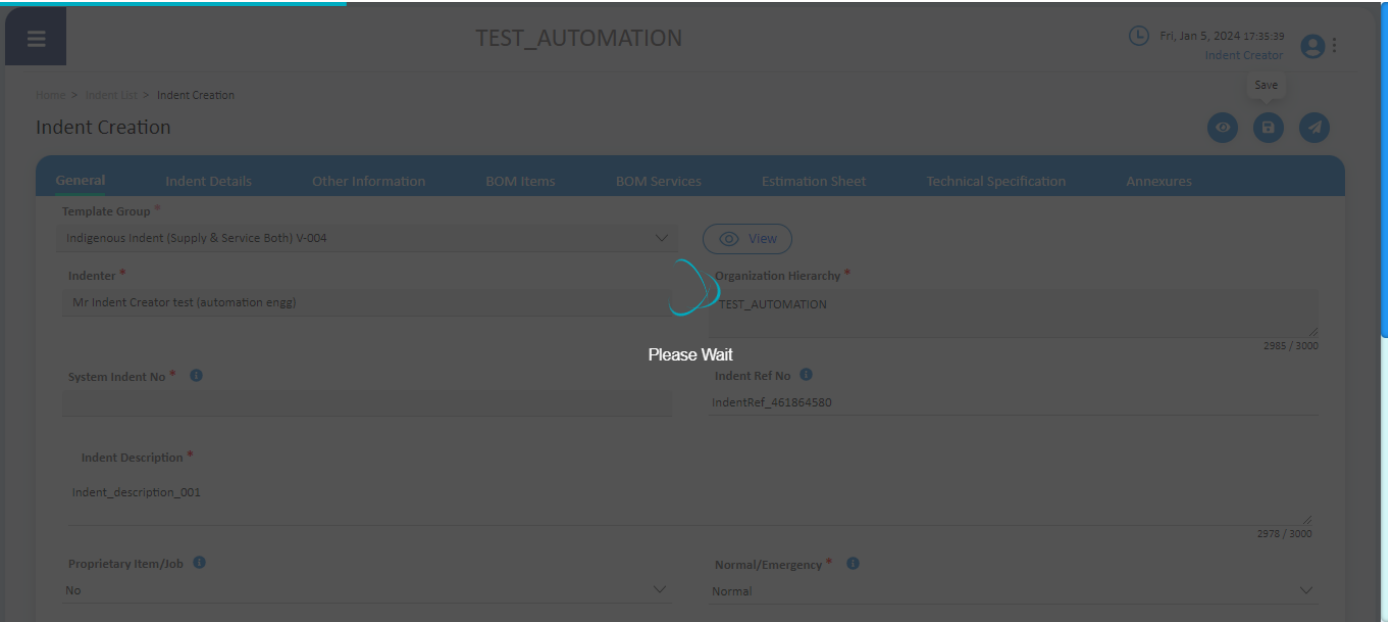 TEST_AUTOMATION
Fri, Jan 5, 2024 17:35:39
Indent Creator
Home > Indent List > Indent Creation
Save
Indent Creation
General Indent Details Other Information BOM Items BOM Services Estimation Sheet Technical Specification Annexures
Template Group *
Indigenous Indent (Supply & Service Both) V-004
View
Indenter *
Organization Hierarchy *
Mr Indent Creator test (automation engg)
TEST_AUTOMATION
2985 / 3000
Please Wait
System Indent No *
Indent Ref No
IndentRef_461864580
Indent Description *
Indent_description_001
2978 / 3000
Proprietary Item/Job
Normal/Emergency *
No
Normal